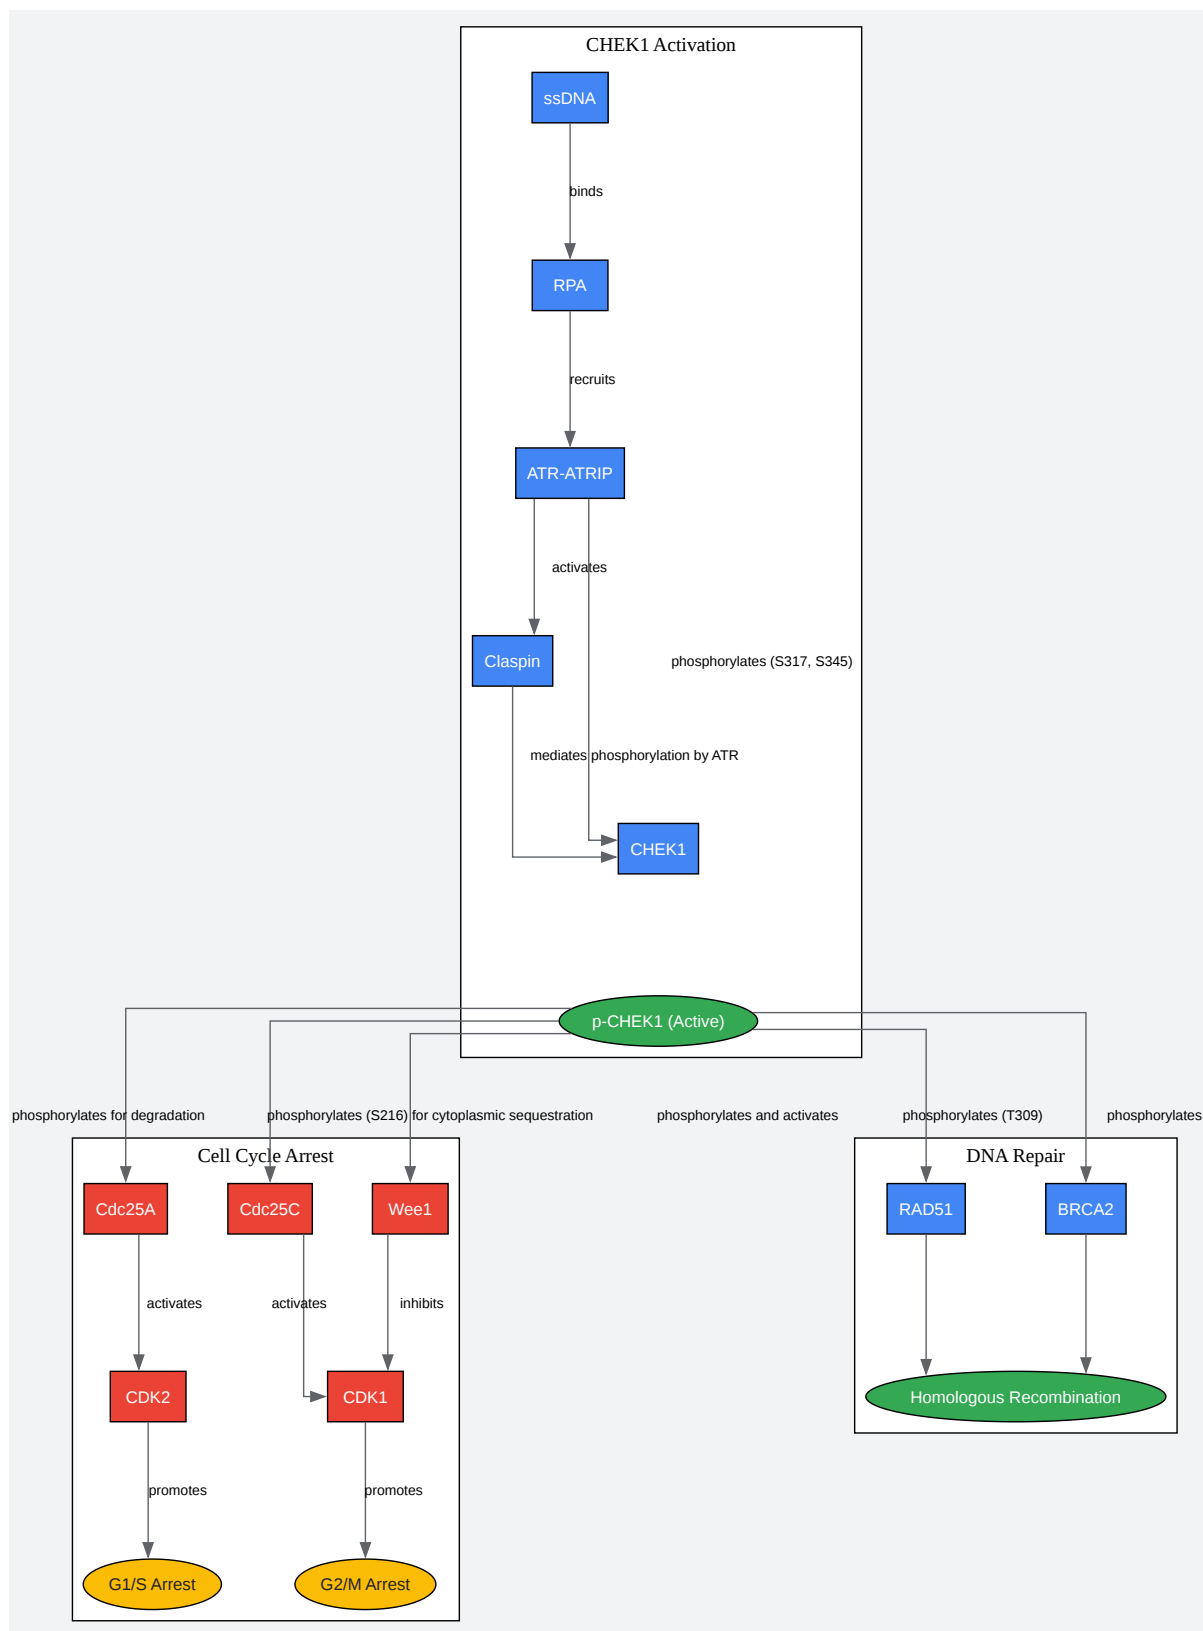 CHEK1 Activation
ssDNA
binds
RPA
recruits
ATR-ATRIP
activates
Claspin
phosphorylates (S317, S345)
mediates phosphorylation by ATR
CHEK1
p-CHEK1 (Active)
phosphorylates for degradation
phosphorylates (S216) for cytoplasmic sequestration
phosphorylates and activates
phosphorylates (T309)
phosphorylates
Cell Cycle Arrest
DNA Repair
Cdc25A
Cdc25C
Wee1
RAD51
BRCA2
activates
activates
inhibits
CDK2
CDK1
Homologous Recombination
promotes
promotes
G1/S Arrest
G2/M Arrest